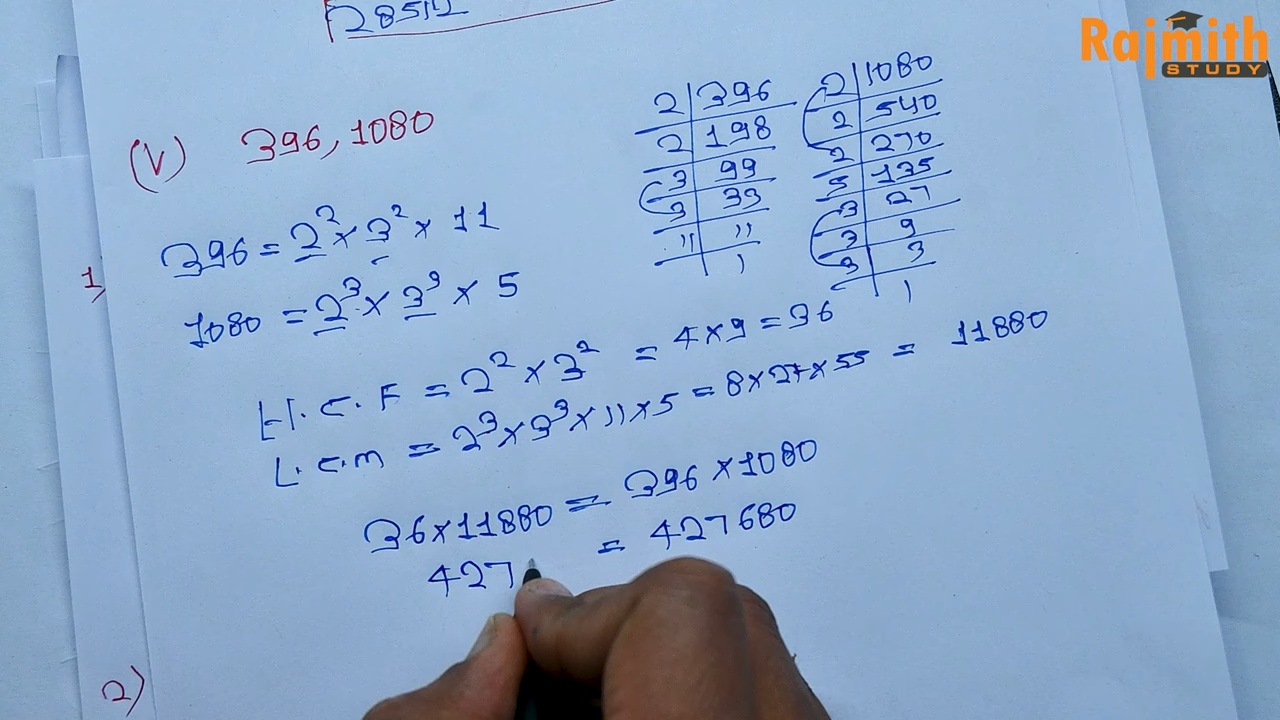 28512
Rajmith
STUDY
(V) 396, 1080
2 | 396
2 | 198
3 | 99
3 | 33
11 | 11
1
2 | 1080
2 | 540
2 | 270
5 | 135
3 | 27
3 | 9
3 | 3
1
396 = 2² × 3² × 11
1)
1080 = 2³ × 3³ × 5
H.C.F = 2² × 3² = 4 × 9 = 36
L.C.M = 2³ × 3³ × 11 × 5 = 8 × 27 × 55 = 11880
36 × 11880 = 396 × 1080
427 = 427680
2)